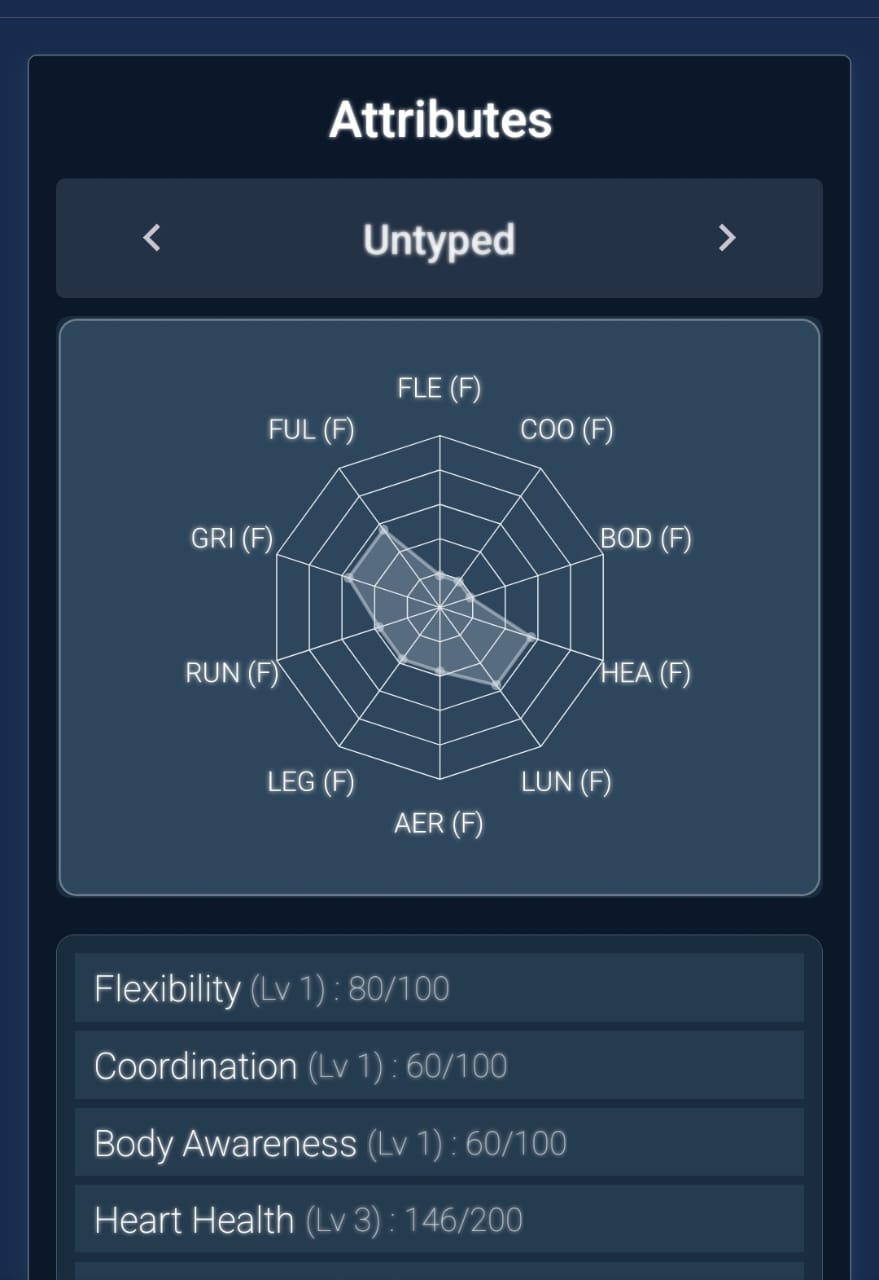 Attributes
Untyped
FLE (F)
FUL (F) COO (F)
GRI (F) BOD (F)
RUN (F) HEA (F)
LEG (F) LUN (F)
AER (F)
Flexibility (Lv 1) : 80/100
Coordination (Lv 1) : 60/100
Body Awareness (Lv 1) : 60/100
Heart Health (Lv 3) : 146/200